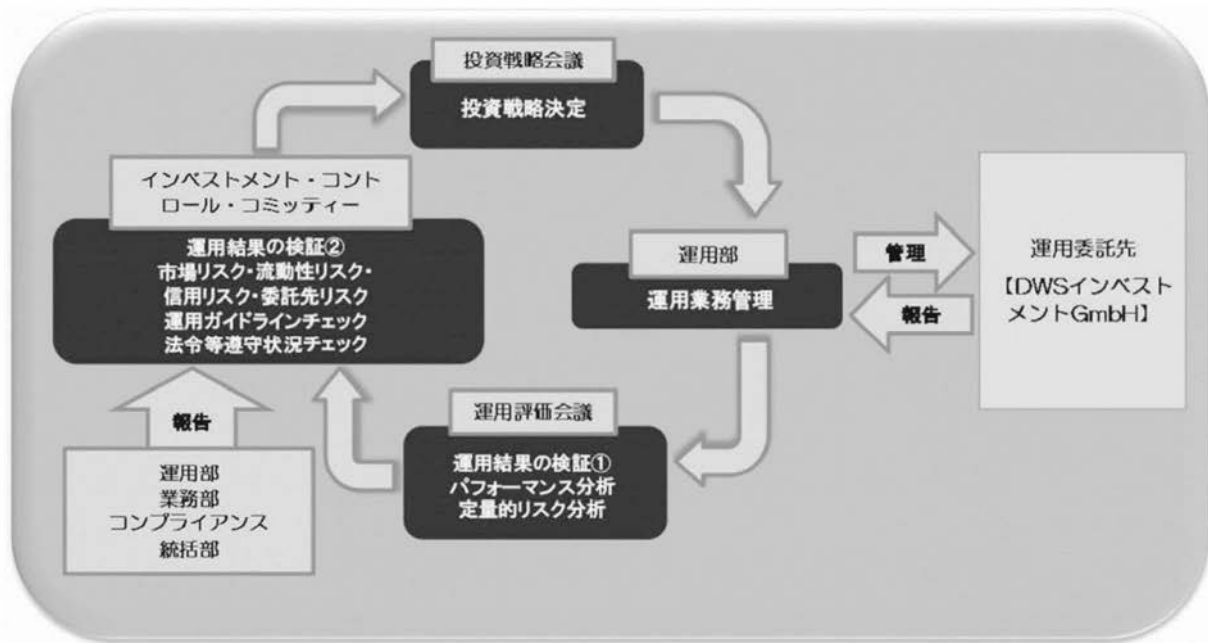 投資戦略会議
投資戦略決定
インベストメント・コント
ロール・コミッティー
運用結果の検証②
市場リスク・流動性リスク・
信用リスク・委託先リスク
運用ガイドラインチェック
法令等遵守状況チェック
運用部
運用業務管理
管理
報告
運用委託先
【DWSインベスト
メントGmbH】
運用評価会議
運用結果の検証①
パフォーマンス分析
定量的リスク分析
報告
運用部
業務部
コンプライアンス
統括部